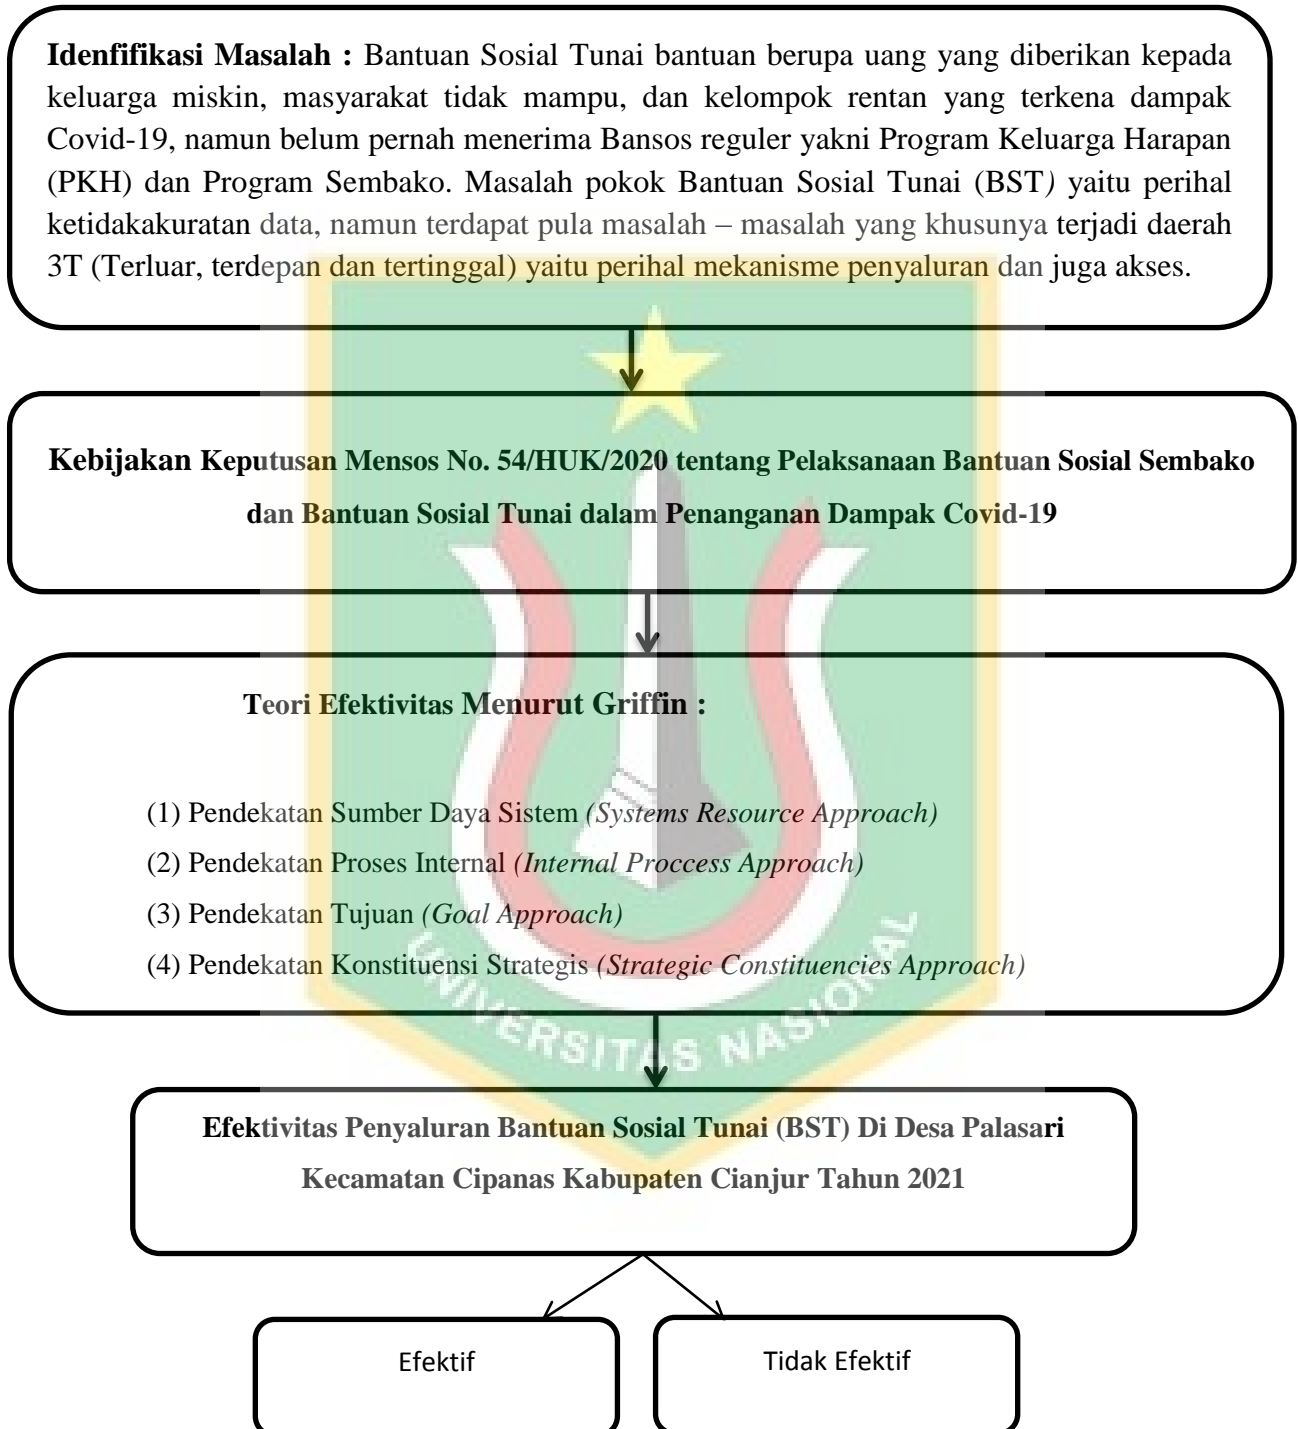 Idenfifikasi Masalah : Bantuan Sosial Tunai bantuan berupa uang yang diberikan kepada
keluarga miskin, masyarakat tidak mampu, dan kelompok rentan yang terkena dampak
Covid-19, namun belum pernah menerima Bansos reguler yakni Program Keluarga Harapan
(PKH) dan Program Sembako. Masalah pokok Bantuan Sosial Tunai (BST) yaitu perihal
ketidakakuratan data, namun terdapat pula masalah – masalah yang khusunya terjadi daerah
3T (Terluar, terdepan dan tertinggal) yaitu perihal mekanisme penyaluran dan juga akses.
Kebijakan Keputusan Mensos No. 54/HUK/2020 tentang Pelaksanaan Bantuan Sosial Sembako
dan Bantuan Sosial Tunai dalam Penanganan Dampak Covid-19
Teori Efektivitas Menurut Griffin :
(1) Pendekatan Sumber Daya Sistem (Systems Resource Approach)
(2) Pendekatan Proses Internal (Internal Proccess Approach)
(3) Pendekatan Tujuan (Goal Approach)
(4) Pendekatan Konstituensi Strategis (Strategic Constituencies Approach)
UNIVERSITAS NASIONAL
Efektivitas Penyaluran Bantuan Sosial Tunai (BST) Di Desa Palasari
Kecamatan Cipanas Kabupaten Cianjur Tahun 2021
Efektif
Tidak Efektif